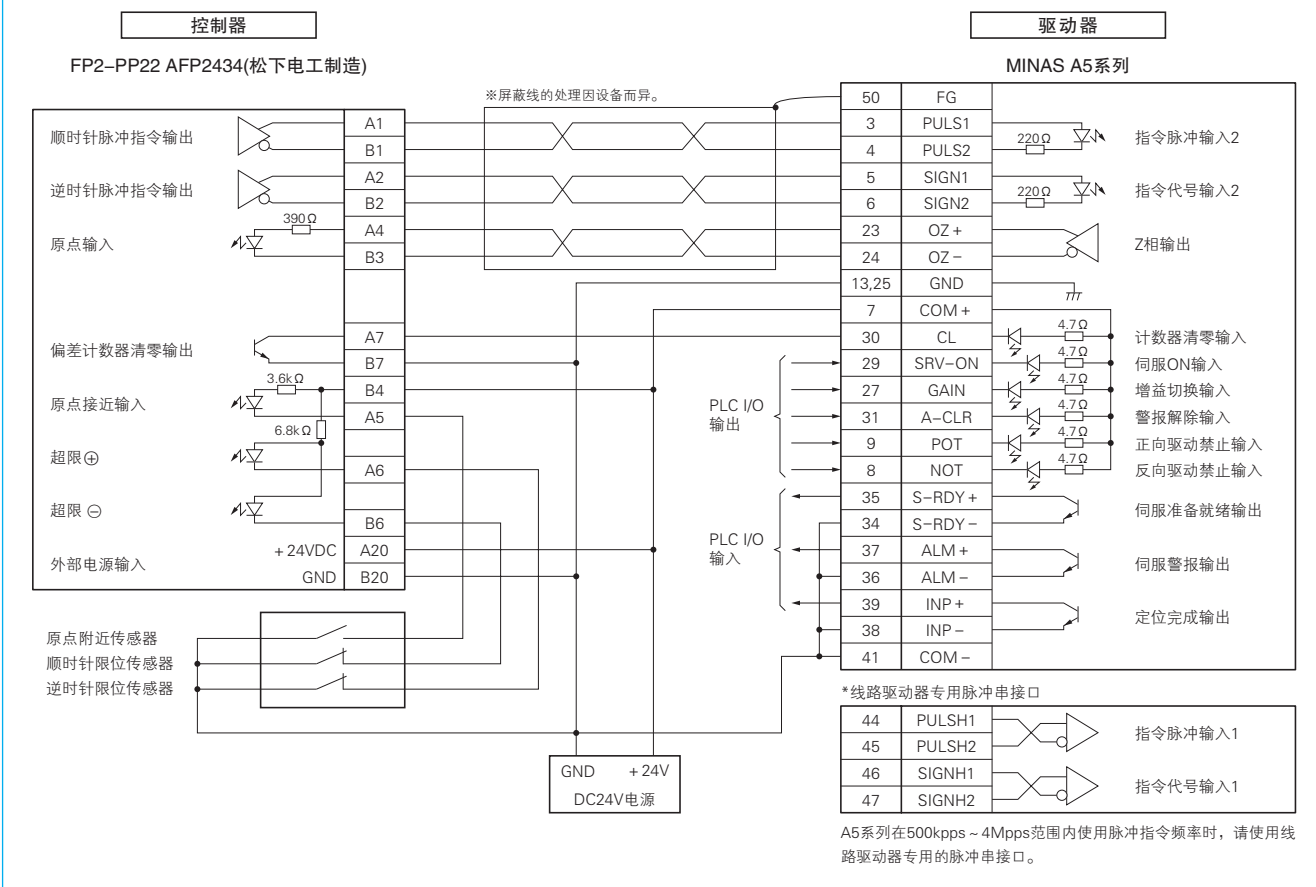 控制器
驱动器
FP2-PP22 AFP2434(松下电工制造)
MINAS A5系列
※屏蔽线的处理因设备而异。
顺时针脉冲指令输出
A1
B1
逆时针脉冲指令输出
A2
B2
原点输入
390Ω
A4
B3
偏差计数器清零输出
A7
B7
3.6kΩ
B4
原点接近输入
A5
6.8kΩ
超限⊕
A6
超限⊖
B6
外部电源输入
+24VDC
A20
GND
B20
50 FG
3 PULS1
220Ω
指令脉冲输入2
4 PULS2
5 SIGN1
220Ω
指令代号输入2
6 SIGN2
23 OZ+
Z相输出
24 OZ-
13,25 GND
7 COM+
30 CL
4.7Ω
计数器清零输入
29 SRV-ON
4.7Ω
伺服ON输入
27 GAIN
4.7Ω
增益切换输入
31 A-CLR
4.7Ω
警报解除输入
9 POT
4.7Ω
正向驱动禁止输入
8 NOT
4.7Ω
反向驱动禁止输入
35 S-RDY+
伺服准备就绪输出
34 S-RDY-
37 ALM+
伺服警报输出
36 ALM-
39 INP+
定位完成输出
38 INP-
41 COM-
PLC I/O
输出
PLC I/O
输入
原点附近传感器
顺时针限位传感器
逆时针限位传感器
GND +24V
DC24V电源
*线路驱动器专用脉冲串接口
44 PULSH1
指令脉冲输入1
45 PULSH2
46 SIGNH1
指令代号输入1
47 SIGNH2
A5系列在500kpps~4Mpps范围内使用脉冲指令频率时，请使用线
路驱动器专用的脉冲串接口。